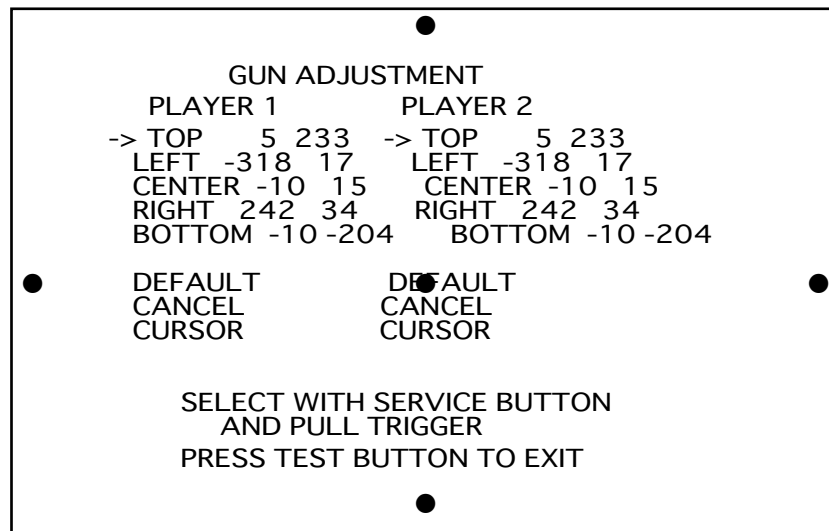 GUN ADJUSTMENT
PLAYER 1 PLAYER 2
-> TOP 5 233 -> TOP 5 233
LEFT -318 17 LEFT -318 17
CENTER -10 15 CENTER -10 15
RIGHT 242 34 RIGHT 242 34
BOTTOM -10 -204 BOTTOM -10 -204
DEFAULT DEFAULT
CANCEL CANCEL
CURSOR CURSOR
SELECT WITH SERVICE BUTTON
AND PULL TRIGGER
PRESS TEST BUTTON TO EXIT